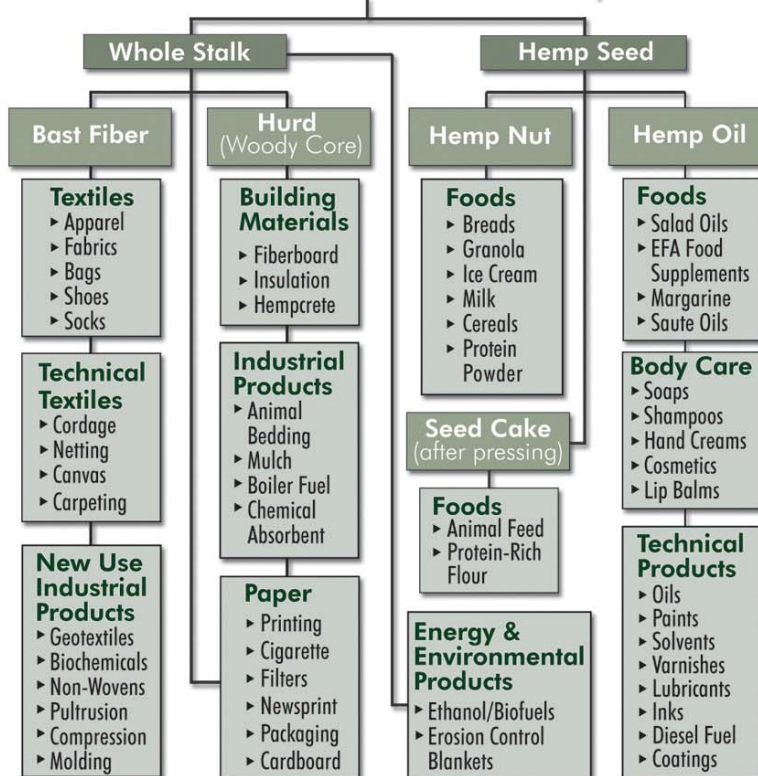 Whole Stalk
Hemp Seed
Bast Fiber
Hurd
(Woody Core)
Hemp Nut
Hemp Oil
Textiles
▸ Apparel
▸ Fabrics
▸ Bags
▸ Shoes
▸ Socks
Technical
Textiles
▸ Cordage
▸ Netting
▸ Canvas
▸ Carpeting
New Use
Industrial
Products
▸ Geotextiles
▸ Biochemicals
▸ Non-Wovens
▸ Pultrusion
▸ Compression
▸ Molding
Building
Materials
▸ Fiberboard
▸ Insulation
▸ Hempcrete
Industrial
Products
▸ Animal
Bedding
▸ Mulch
▸ Boiler Fuel
▸ Chemical
Absorbent
Paper
▸ Printing
▸ Cigarette
▸ Filters
▸ Newsprint
▸ Packaging
▸ Cardboard
Foods
▸ Breads
▸ Granola
▸ Ice Cream
▸ Milk
▸ Cereals
▸ Protein
Powder
Seed Cake
(after pressing)
Foods
▸ Animal Feed
▸ Protein-Rich
Flour
Energy &
Environmental
Products
▸ Ethanol/Biofuels
▸ Erosion Control
Blankets
Foods
▸ Salad Oils
▸ EFA Food
Supplements
▸ Margarine
▸ Saute Oils
Body Care
▸ Soaps
▸ Shampoos
▸ Hand Creams
▸ Cosmetics
▸ Lip Balms
Technical
Products
▸ Oils
▸ Paints
▸ Solvents
▸ Varnishes
▸ Lubricants
▸ Inks
▸ Diesel Fuel
▸ Coatings